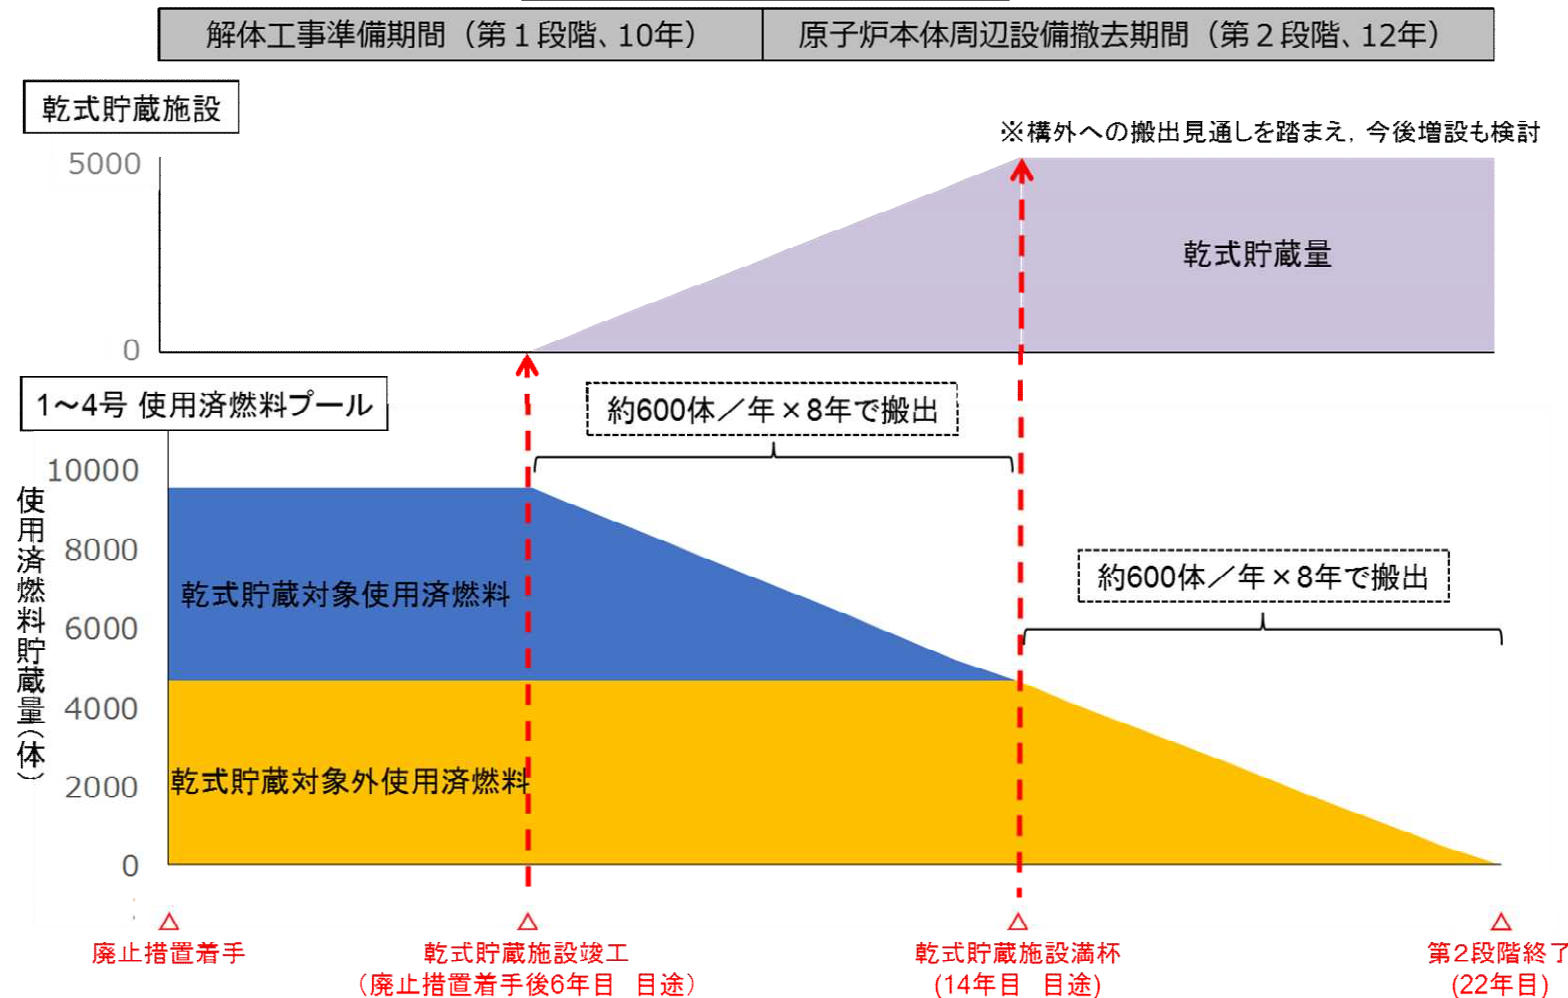 解体工事準備期間（第１段階、10年）
原子炉本体周辺設備撤去期間（第２段階、12年）
乾式貯蔵施設
※構外への搬出見通しを踏まえ，今後増設も検討
5000
乾式貯蔵量
0
1～4号 使用済燃料プール
約600体／年×8年で搬出
10000
使用済燃料貯蔵量（体）
8000
約600体／年×8年で搬出
乾式貯蔵対象使用済燃料
6000
4000
乾式貯蔵対象外使用済燃料
2000
0
△
△
△
△
廃止措置着手
乾式貯蔵施設竣工
（廃止措置着手後6年目　目途）
乾式貯蔵施設満杯
(14年目　目途)
第２段階終了
(22年目)